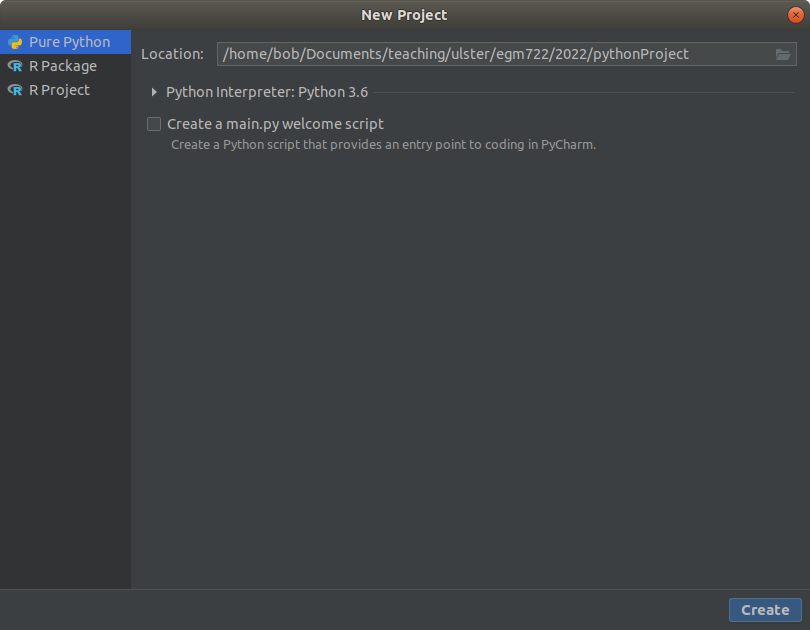 New Project
Pure Python
R Package
R Project
Location: /home/bob/Documents/teaching/ulster/egm722/2022/pythonProject
Python Interpreter: Python 3.6
Create a main.py welcome script
Create a Python script that provides an entry point to coding in PyCharm.
Create